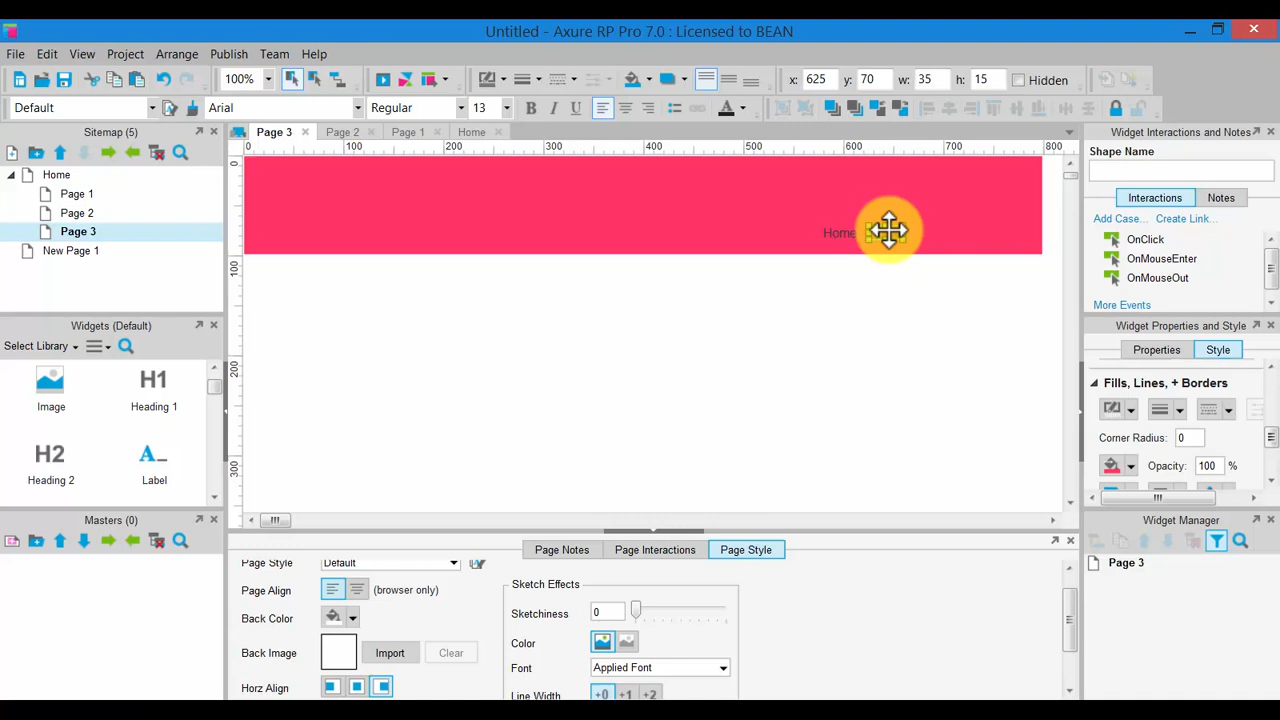 Untitled - Axure RP Pro 7.0 : Licensed to BEAN
File Edit View Project Arrange Publish Team Help
100% x: 625 y: 70 w: 35 h: 15 Hidden
Default Arial Regular 13 B I U A
Sitemap (5)
Home
Page 1
Page 2
Page 3
New Page 1
Widgets (Default)
Select Library
Image
H1
Heading 1
H2
Heading 2
A_
Label
Masters (0)
Page 3 Page 2 Page 1 Home
0 100 200 300 400 500 600 700 800
0
100
200
300
Home
Page Notes Page Interactions Page Style
Page Style Default
Page Align (browser only)
Back Color
Back Image Import Clear
Horz Align
Sketch Effects
Sketchiness 0
Color
Font Applied Font
Line Width +0 +1 +2
Widget Interactions and Notes
Shape Name
Interactions Notes
Add Case... Create Link...
OnClick
OnMouseEnter
OnMouseOut
More Events
Widget Properties and Style
Properties Style
Fills, Lines, + Borders
Corner Radius: 0
Opacity: 100 %
Widget Manager
Page 3